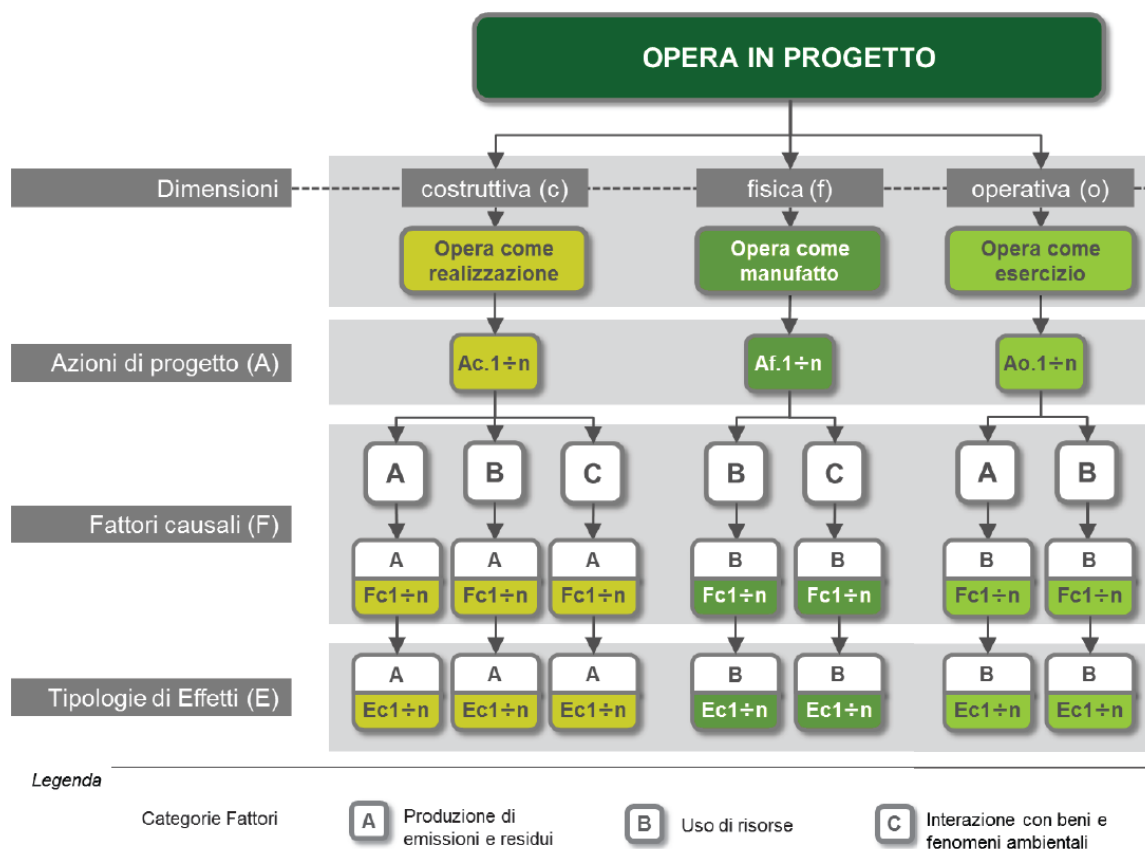 OPERA IN PROGETTO
Dimensioni
costruttiva (c)
fisica (f)
operativa (o)
Opera come
realizzazione
Opera come
manufatto
Opera come
esercizio
Azioni di progetto (A)
Ac.1÷n
Af.1÷n
Ao.1÷n
A
B
C
B
C
A
B
Fattori causali (F)
A
A
A
B
B
B
B
Fc1÷n
Fc1÷n
Fc1÷n
Fc1÷n
Fc1÷n
Fc1÷n
Fc1÷n
Tipologie di Effetti (E)
A
A
A
B
B
B
B
Ec1÷n
Ec1÷n
Ec1÷n
Ec1÷n
Ec1÷n
Ec1÷n
Ec1÷n
Legenda
Categorie Fattori
A
Produzione di
emissioni e residui
B
Uso di risorse
C
Interazione con beni e
fenomeni ambientali